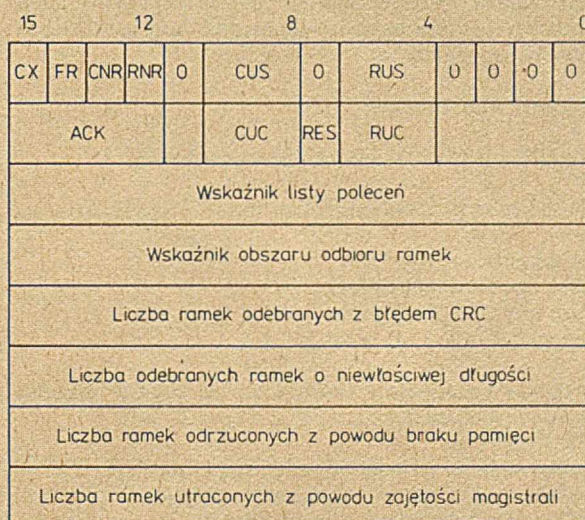 15 12 8 4 0
CX FR CNR RNR 0 CUS 0 RUS 0 0 0 0
ACK CUC RES RUC
Wskaźnik listy poleceń
Wskaźnik obszaru odbioru ramek
Liczba ramek odebranych z błędem CRC
Liczba odebranych ramek o niewłaściwej długości
Liczba ramek odrzuconych z powodu braku pamięci
Liczba ramek utraconych z powodu zajętości magistrali